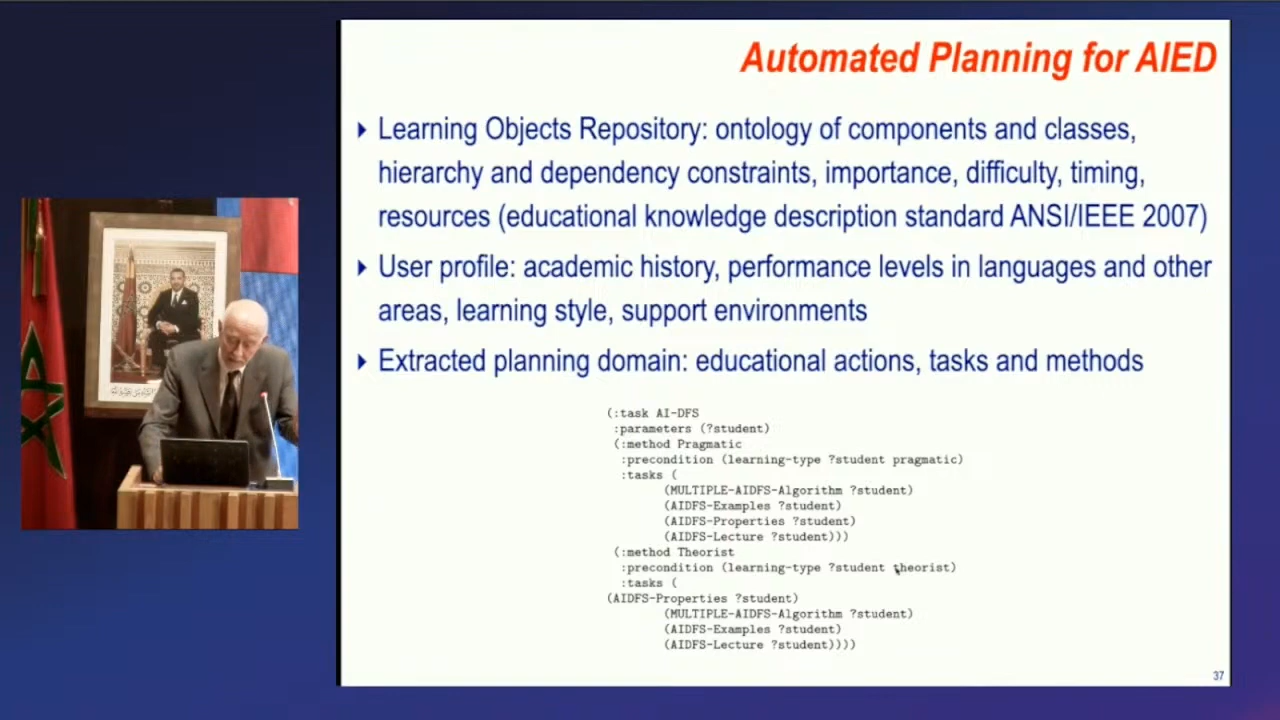 Automated Planning for AIED
Learning Objects Repository: ontology of components and classes,
hierarchy and dependency constraints, importance, difficulty, timing,
resources (educational knowledge description standard ANSI/IEEE 2007)
User profile: academic history, performance levels in languages and other
areas, learning style, support environments
Extracted planning domain: educational actions, tasks and methods
(:task AI-DFS
:parameters (?student)
(:method Pragmatic
:precondition (learning-type ?student pragmatic)
:tasks (
(MULTIPLE-AIDFS-Algorithm ?student)
(AIDFS-Examples ?student)
(AIDFS-Properties ?student)
(AIDFS-Lecture ?student)))
(:method Theorist
:precondition (learning-type ?student theorist)
:tasks (
(AIDFS-Properties ?student)
(MULTIPLE-AIDFS-Algorithm ?student)
(AIDFS-Examples ?student)
(AIDFS-Lecture ?student))))
37